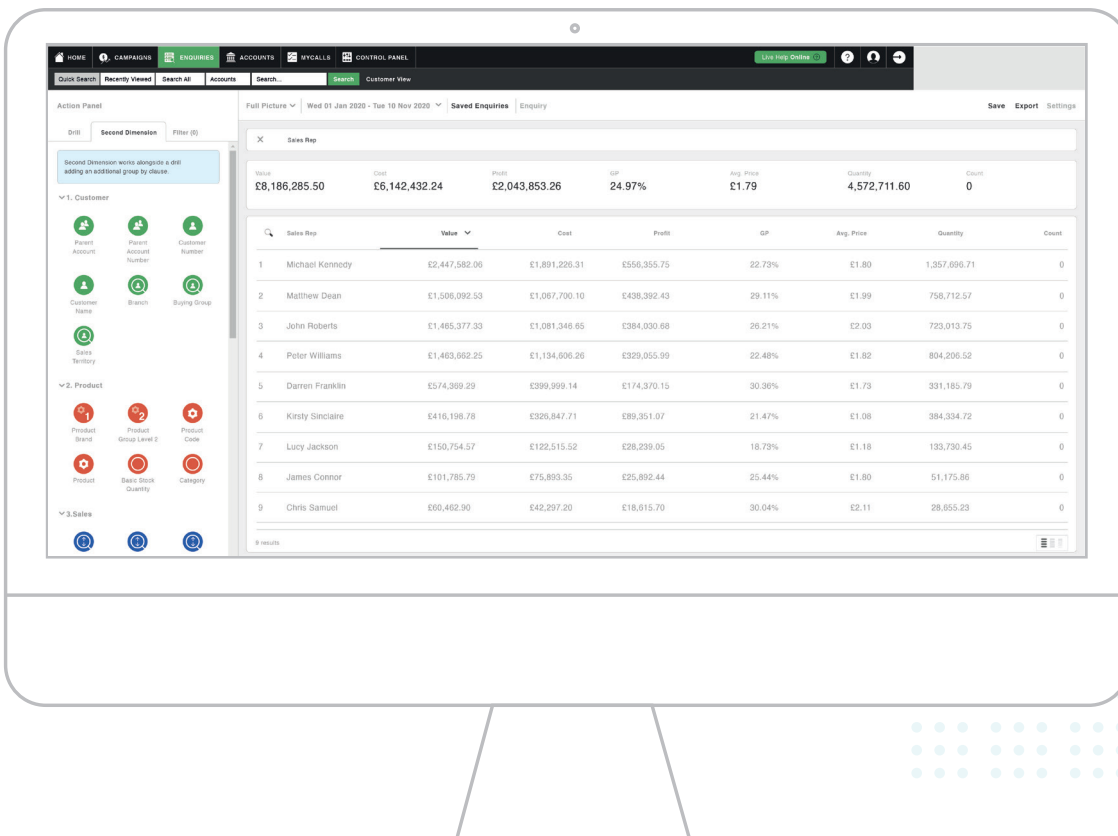 HOME CAMPAIGNS ENQUIRIES ACCOUNTS MYCALLS CONTROL PANEL Live Help Online ?
Quick Search Recently Viewed Search All Accounts Search... Search Customer View
Action Panel
Full Picture Wed 01 Jan 2020 - Tue 10 Nov 2020 Saved Enquiries Enquiry Save Export Settings
Drill Second Dimension Filter (0)
Second Dimension works alongside a drill
adding an additional group by clause.
1. Customer
Parent Account
Parent Account Number
Customer Number
Customer Name
Branch
Buying Group
Sales Territory
2. Product
1
Product Brand
2
Product Group Level 2
Product Code
Product
Basic Stock Quantity
Category
3.Sales
Sales Rep
Value Cost Profit GP Avg. Price Quantity Count
£8,186,285.50 £6,142,432.24 £2,043,853.26 24.97% £1.79 4,572,711.60 0
Sales Rep Value Cost Profit GP Avg. Price Quantity Count
1 Michael Kennedy £2,447,582.06 £1,891,226.31 £556,355.75 22.73% £1.80 1,357,696.71 0
2 Matthew Dean £1,506,092.53 £1,067,700.10 £438,392.43 29.11% £1.99 758,712.57 0
3 John Roberts £1,465,377.33 £1,081,346.65 £384,030.68 26.21% £2.03 723,013.75 0
4 Peter Williams £1,463,662.25 £1,134,606.26 £329,055.99 22.48% £1.82 804,206.52 0
5 Darren Franklin £574,369.29 £399,999.14 £174,370.15 30.36% £1.73 331,185.79 0
6 Kirsty Sinclaire £416,198.78 £326,847.71 £89,351.07 21.47% £1.08 384,334.72 0
7 Lucy Jackson £150,754.57 £122,515.52 £28,239.05 18.73% £1.18 133,730.45 0
8 James Connor £101,785.79 £75,893.35 £25,892.44 25.44% £1.80 51,175.86 0
9 Chris Samuel £60,462.90 £42,297.20 £18,615.70 30.04% £2.11 28,655.23 0
9 results